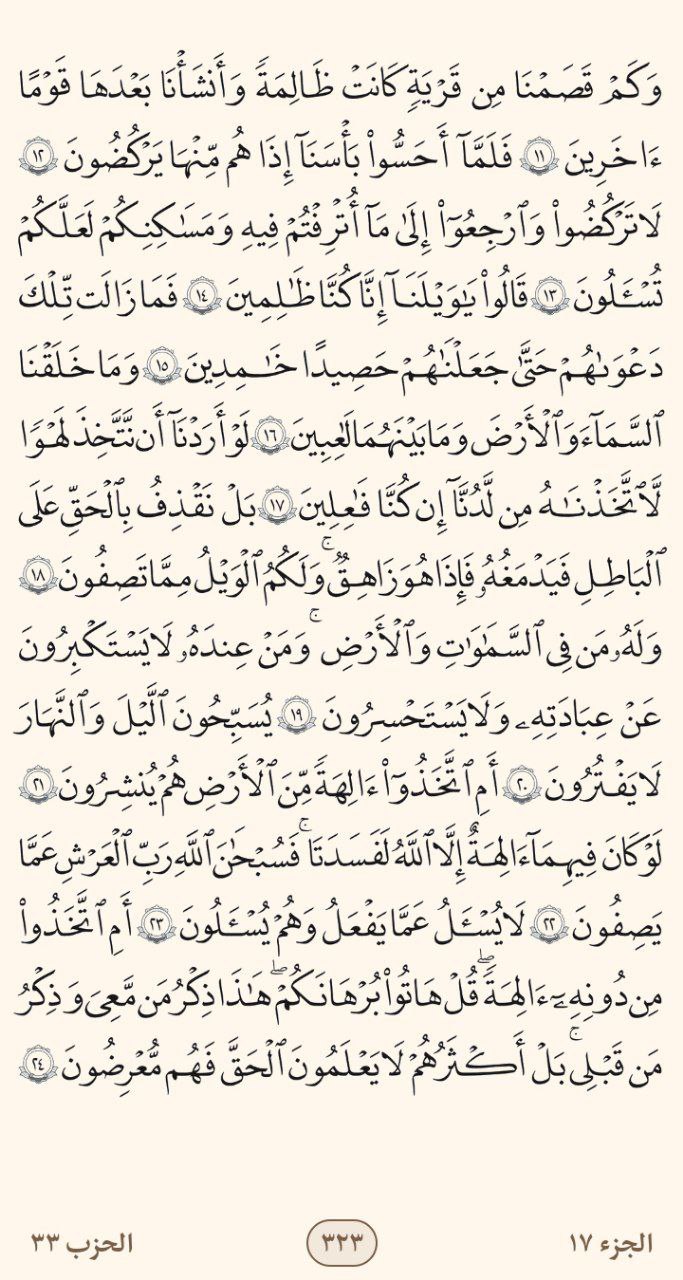 وَكَمۡ قَصَمۡنَا مِن قَرۡيَةٖ كَانَتۡ ظَالِمَةٗ وَأَنشَأۡنَا بَعۡدَهَا قَوۡمًا
ءَاخَرِينَ ١١ فَلَمَّآ أَحَسُّواْ بَأۡسَنَآ إِذَا هُم مِّنۡهَا يَرۡكُضُونَ ١٢
لَا تَرۡكُضُواْ وَٱرۡجِعُوٓاْ إِلَىٰ مَآ أُتۡرِفۡتُمۡ فِيهِ وَمَسَٰكِنِكُمۡ لَعَلَّكُمۡ
تُسۡـَٔلُونَ ١٣ قَالُواْ يَٰوَيۡلَنَآ إِنَّا كُنَّا ظَٰلِمِينَ ١٤ فَمَا زَالَت تِّلۡكَ
دَعۡوَىٰهُمۡ حَتَّىٰ جَعَلۡنَٰهُمۡ حَصِيدًا خَٰمِدِينَ ١٥ وَمَا خَلَقۡنَا
ٱلسَّمَآءَ وَٱلۡأَرۡضَ وَمَا بَيۡنَهُمَا لَٰعِبِينَ ١٦ لَوۡ أَرَدۡنَآ أَن نَّتَّخِذَ لَهۡوٗا
لَّٱتَّخَذۡنَٰهُ مِن لَّدُنَّآ إِن كُنَّا فَٰعِلِينَ ١٧ بَلۡ نَقۡذِفُ بِٱلۡحَقِّ عَلَى
ٱلۡبَٰطِلِ فَيَدۡمَغُهُۥ فَإِذَا هُوَ زَاهِقٞۚ وَلَكُمُ ٱلۡوَيۡلُ مِمَّا تَصِفُونَ ١٨
وَلَهُۥ مَن فِي ٱلسَّمَٰوَٰتِ وَٱلۡأَرۡضِۚ وَمَنۡ عِندَهُۥ لَا يَسۡتَكۡبِرُونَ
عَنۡ عِبَادَتِهِۦ وَلَا يَسۡتَحۡسِرُونَ ١٩ يُسَبِّحُونَ ٱلَّيۡلَ وَٱلنَّهَارَ
لَا يَفۡتُرُونَ ٢٠ أَمِ ٱتَّخَذُوٓاْ ءَالِهَةٗ مِّنَ ٱلۡأَرۡضِ هُمۡ يُنشِرُونَ ٢١
لَوۡ كَانَ فِيهِمَآ ءَالِهَةٌ إِلَّا ٱللَّهُ لَفَسَدَتَاۚ فَسُبۡحَٰنَ ٱللَّهِ رَبِّ ٱلۡعَرۡشِ عَمَّا
يَصِفُونَ ٢٢ لَا يُسۡـَٔلُ عَمَّا يَفۡعَلُ وَهُمۡ يُسۡـَٔلُونَ ٢٣ أَمِ ٱتَّخَذُواْ
مِن دُونِهِۦٓ ءَالِهَةٗۖ قُلۡ هَاتُواْ بُرۡهَٰنَكُمۡۖ هَٰذَا ذِكۡرُ مَن مَّعِيَ وَذِكۡرُ
مَن قَبۡلِيۚ بَلۡ أَكۡثَرُهُمۡ لَا يَعۡلَمُونَ ٱلۡحَقَّ فَهُم مُّعۡرِضُونَ ٢٤
الجزء ١٧ ٣٢٣ الحزب ٣٣